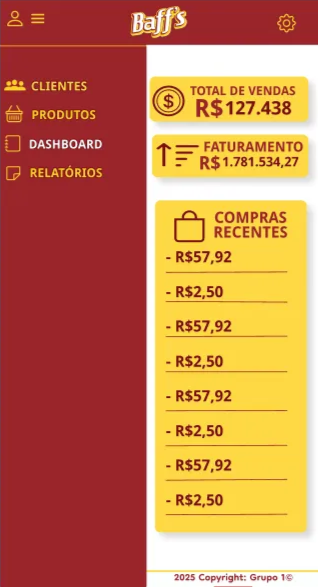 Baff's
CLIENTES
PRODUTOS
DASHBOARD
RELATÓRIOS
TOTAL DE VENDAS
R$127.438
FATURAMENTO
R$1.781.534,27
COMPRAS
RECENTES
- R$57,92
- R$2,50
- R$57,92
- R$2,50
- R$57,92
- R$2,50
- R$57,92
- R$2,50
2025 Copyright: Grupo 1©